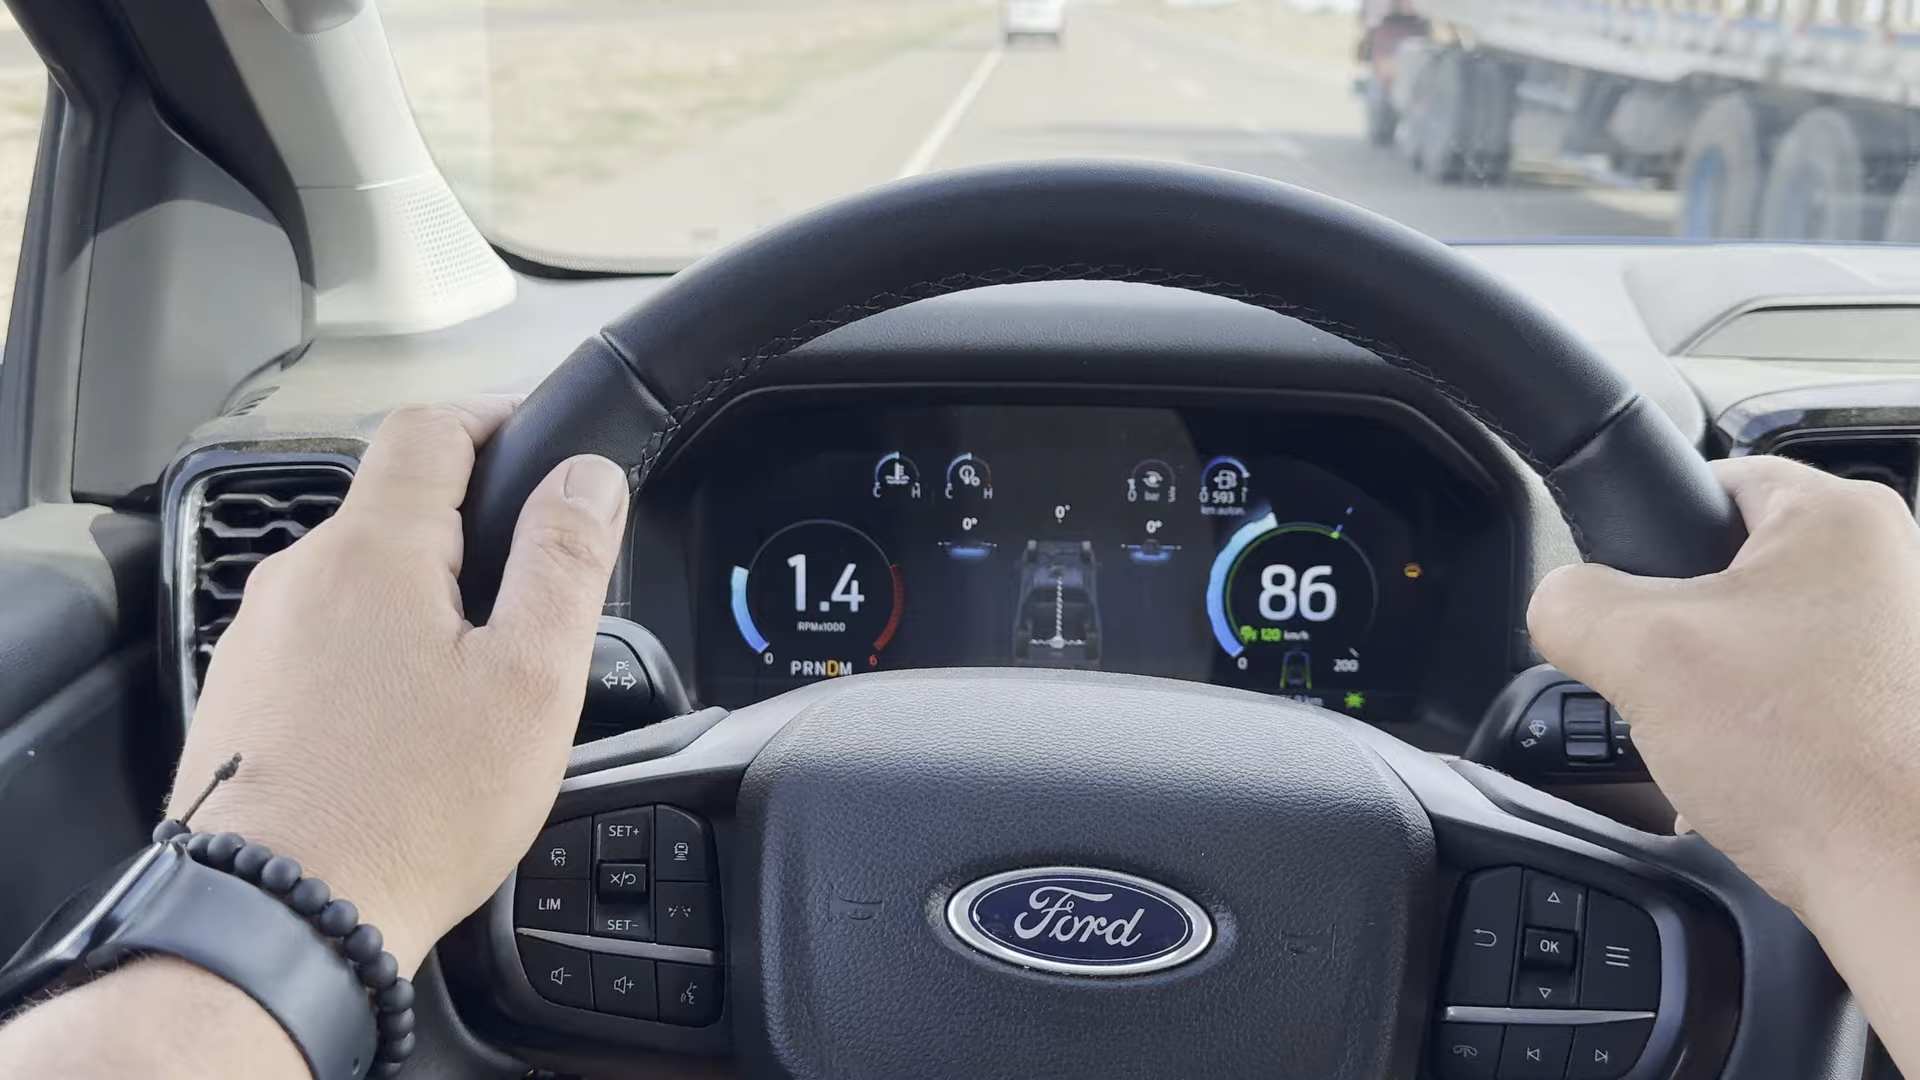 C H
C H
0 bar 3
0 593 1
km auton.
0°
0°
0°
1.4
RPMx1000
0
6
PRNDM
86
120 km/h
0
200
P
SET+
LIM
SET-
Ford
OK